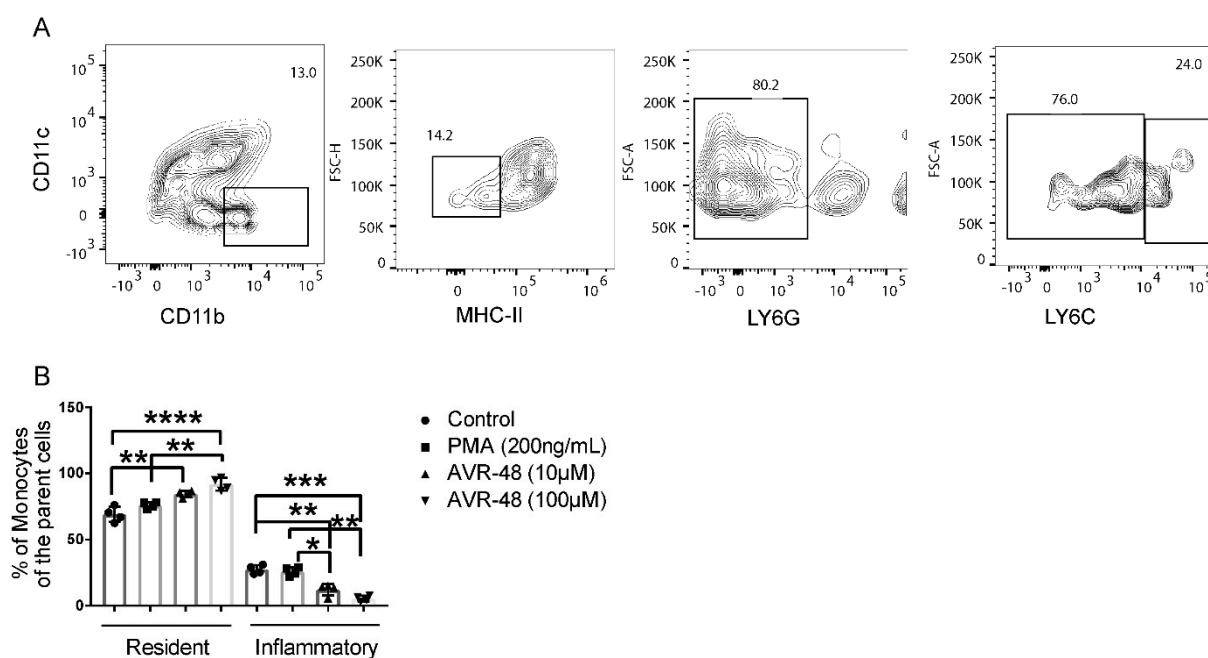 A
CD11c
10^5
10^4
10^3
0
-10^3
13.0
-10^3 0 10^3 10^4 10^5
CD11b
FSC-H
250K
200K
150K
100K
50K
0
14.2
0 10^5 10^6
MHC-II
FSC-A
250K
200K
150K
100K
50K
0
80.2
-10^3 0 10^3 10^4 10^5
LY6G
FSC-A
250K
200K
150K
100K
50K
0
24.0
76.0
-10^3 0 10^3 10^4 10^5
LY6C
B
% of Monocytes
of the parent cells
150
100
50
0
****
**
**
***
**
**
*
Resident
Inflammatory
Control
PMA (200ng/mL)
AVR-48 (10µM)
AVR-48 (100µM)